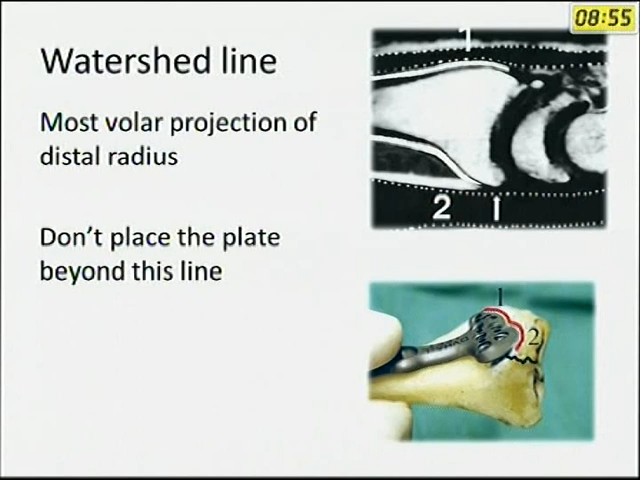 08:55
Watershed line
Most volar projection of
distal radius
Don't place the plate
beyond this line
1
2
1
2